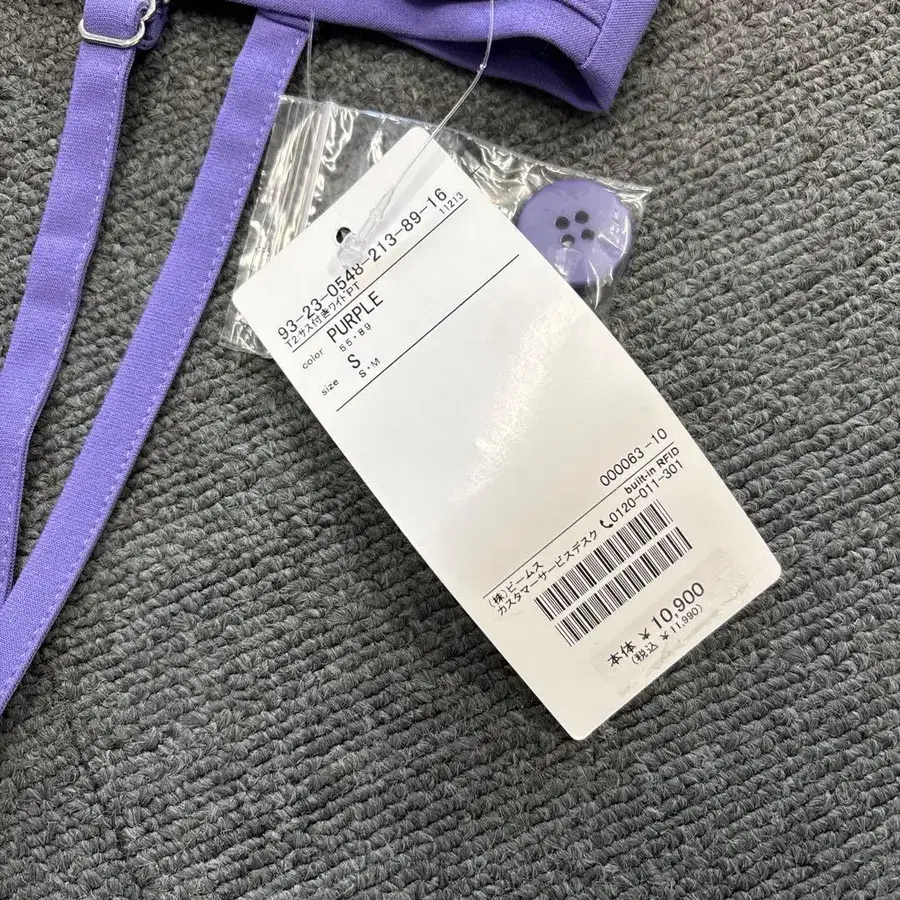 93-23-0548-213-89-16
11213
T2:サス付きワイドPT
color PURPLE
55・89
size S
S・M
000063-10
built-in RFID
(株)ビームス
カスタマーサービスデスク 0120-011-301
本体 ¥ 10,900
(税込 ¥ 11,990)